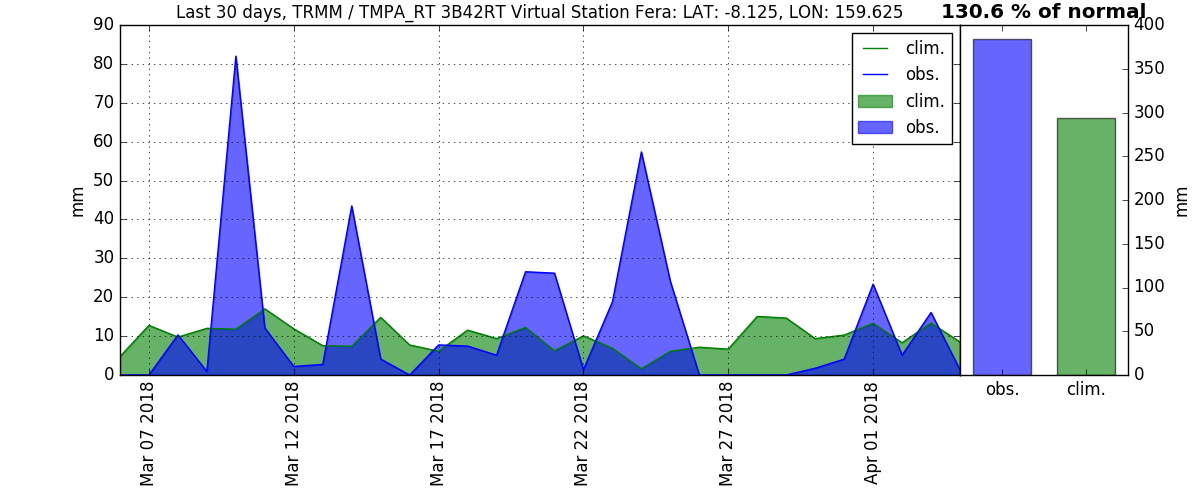 Last 30 days, TRMM / TMPA_RT 3B42RT Virtual Station Fera: LAT: -8.125, LON: 159.625
130.6 % of normal
90
80
70
60
50
40
30
20
10
0
mm
clim.
obs.
clim.
obs.
Mar 07 2018
Mar 12 2018
Mar 17 2018
Mar 22 2018
Mar 27 2018
Apr 01 2018
400
350
300
250
200
150
100
50
0
mm
obs.
clim.